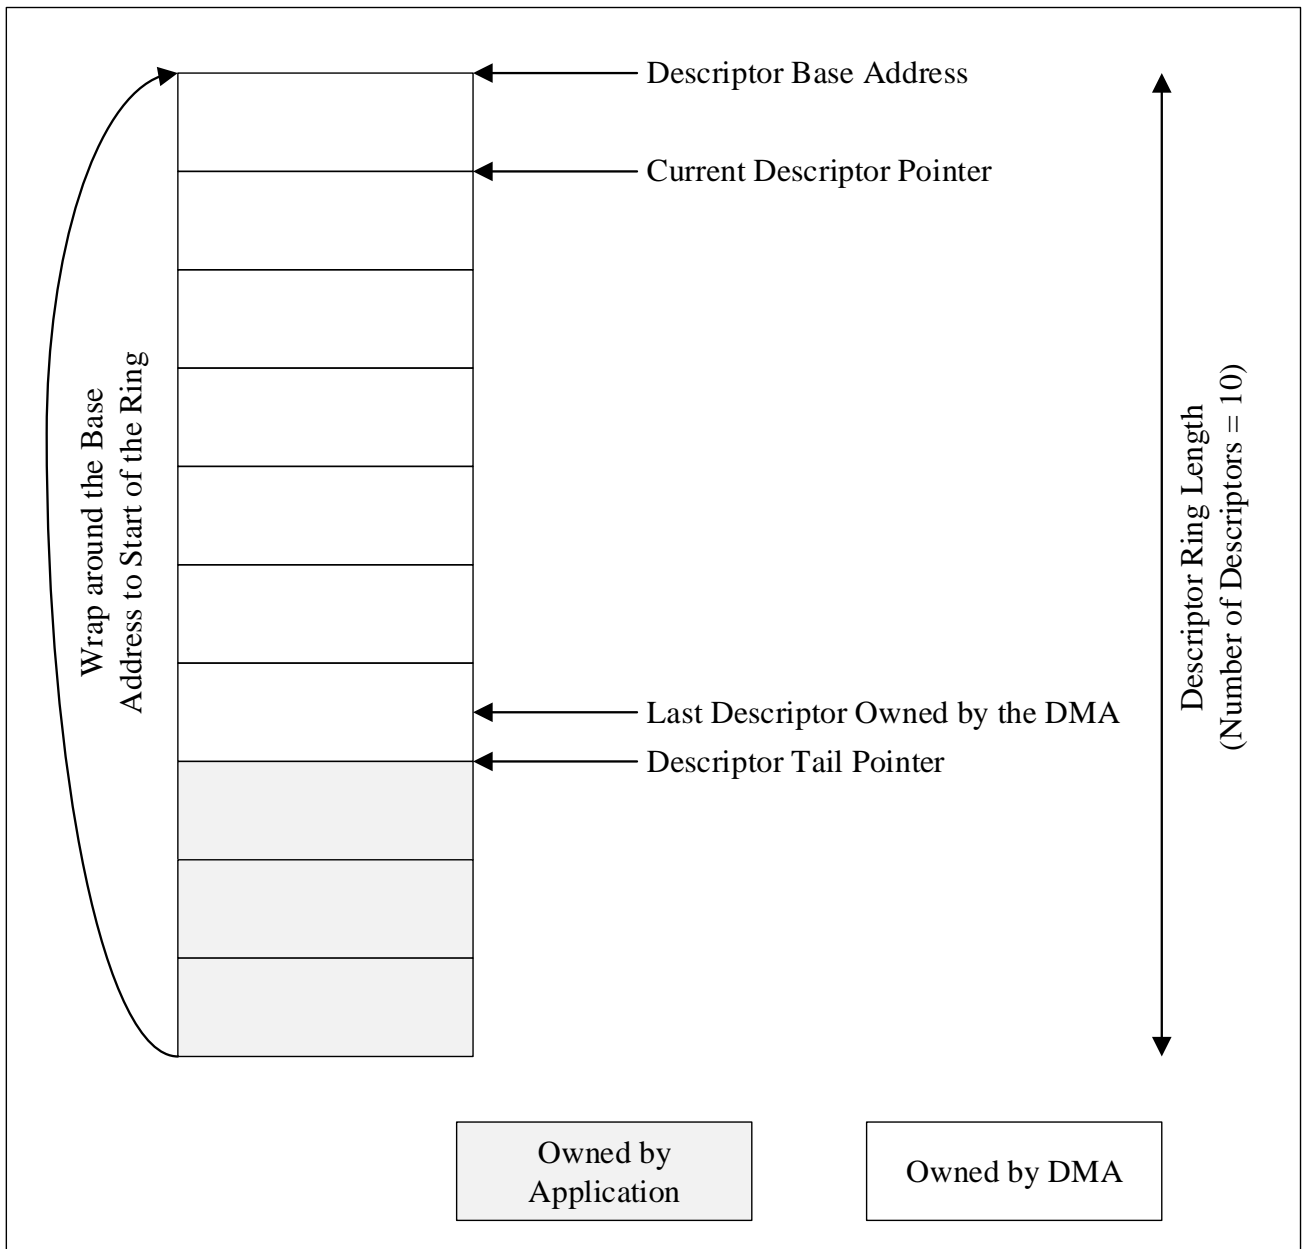 Descriptor Base Address
Current Descriptor Pointer
Wrap around the Base
Address to Start of the Ring
Descriptor Ring Length
(Number of Descriptors = 10)
Last Descriptor Owned by the DMA
Descriptor Tail Pointer
Owned by
Application
Owned by DMA